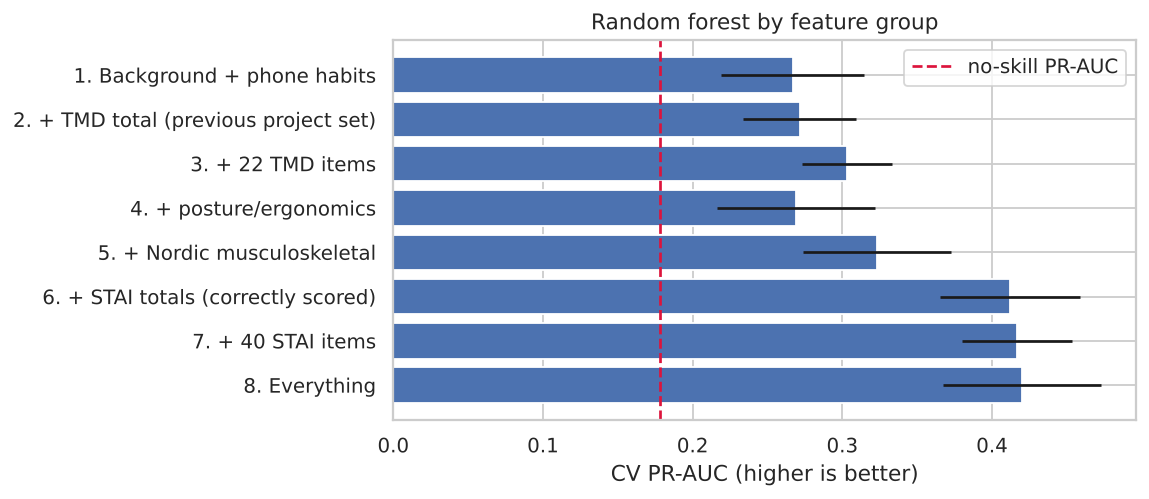 Random forest by feature group
no-skill PR-AUC
1. Background + phone habits
2. + TMD total (previous project set)
3. + 22 TMD items
4. + posture/ergonomics
5. + Nordic musculoskeletal
6. + STAI totals (correctly scored)
7. + 40 STAI items
8. Everything
0.0 0.1 0.2 0.3 0.4
CV PR-AUC (higher is better)